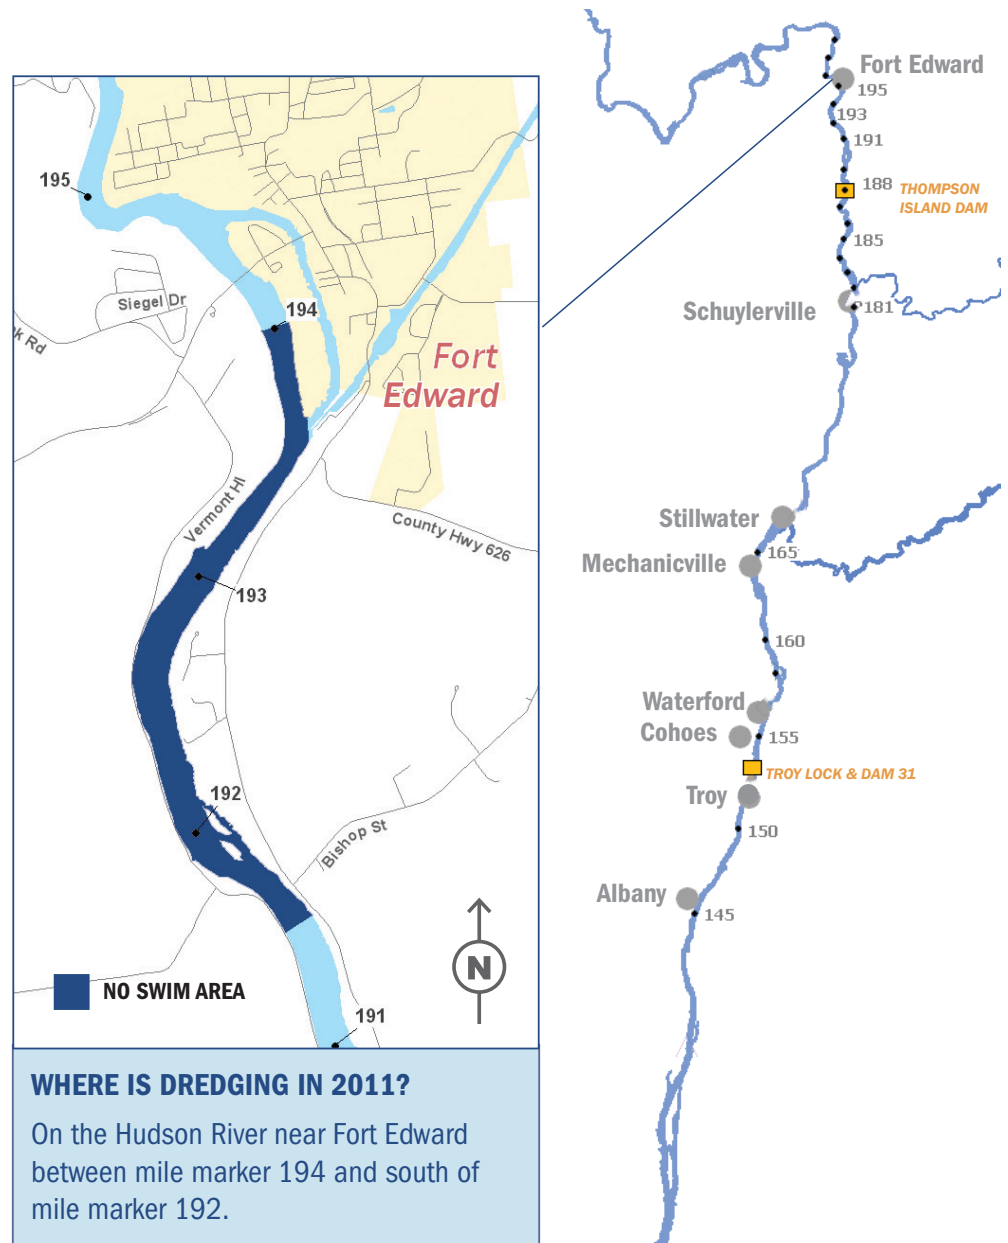 195
Siegel Dr
k Rd
194
Fort
Edward
Vermont Hl
County Hwy 626
193
192
Bishop St
N
NO SWIM AREA
191
WHERE IS DREDGING IN 2011?
On the Hudson River near Fort Edward
between mile marker 194 and south of
mile marker 192.
Fort Edward
195
193
191
188
THOMPSON
ISLAND DAM
185
Schuylerville
181
Stillwater
165
Mechanicville
160
Waterford
Cohoes
155
TROY LOCK & DAM 31
Troy
150
Albany
145